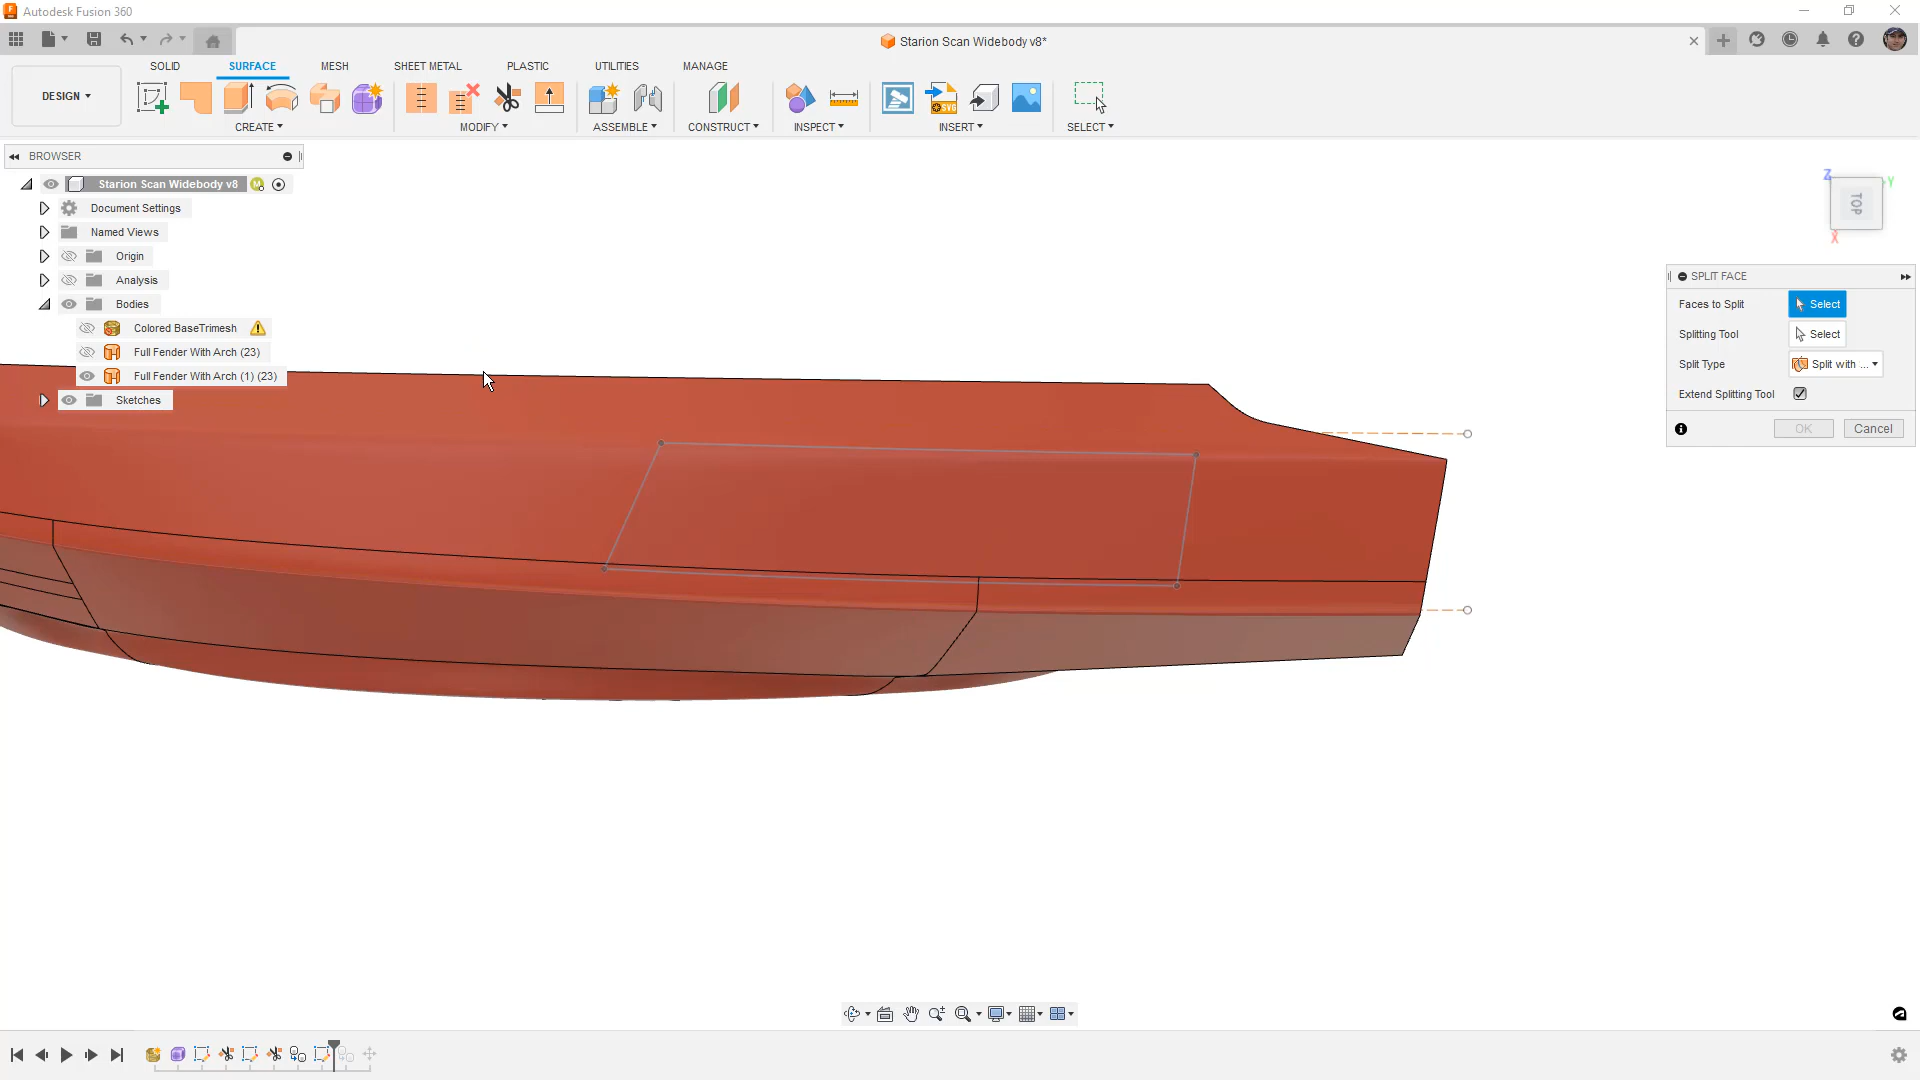 Autodesk Fusion 360
Starion Scan Widebody v8*
SOLID
SURFACE
MESH
SHEET METAL
PLASTIC
UTILITIES
MANAGE
DESIGN
CREATE
MODIFY
ASSEMBLE
CONSTRUCT
INSPECT
SVG
INSERT
SELECT
BROWSER
Starion Scan Widebody v8
Document Settings
Named Views
Origin
Analysis
Bodies
Colored BaseTrimesh
Full Fender With Arch (23)
Full Fender With Arch (1) (23)
Sketches
Z
Y
TOP
X
SPLIT FACE
Faces to Split Select
Splitting Tool Select
Split Type Split with ...
Extend Splitting Tool
OK Cancel